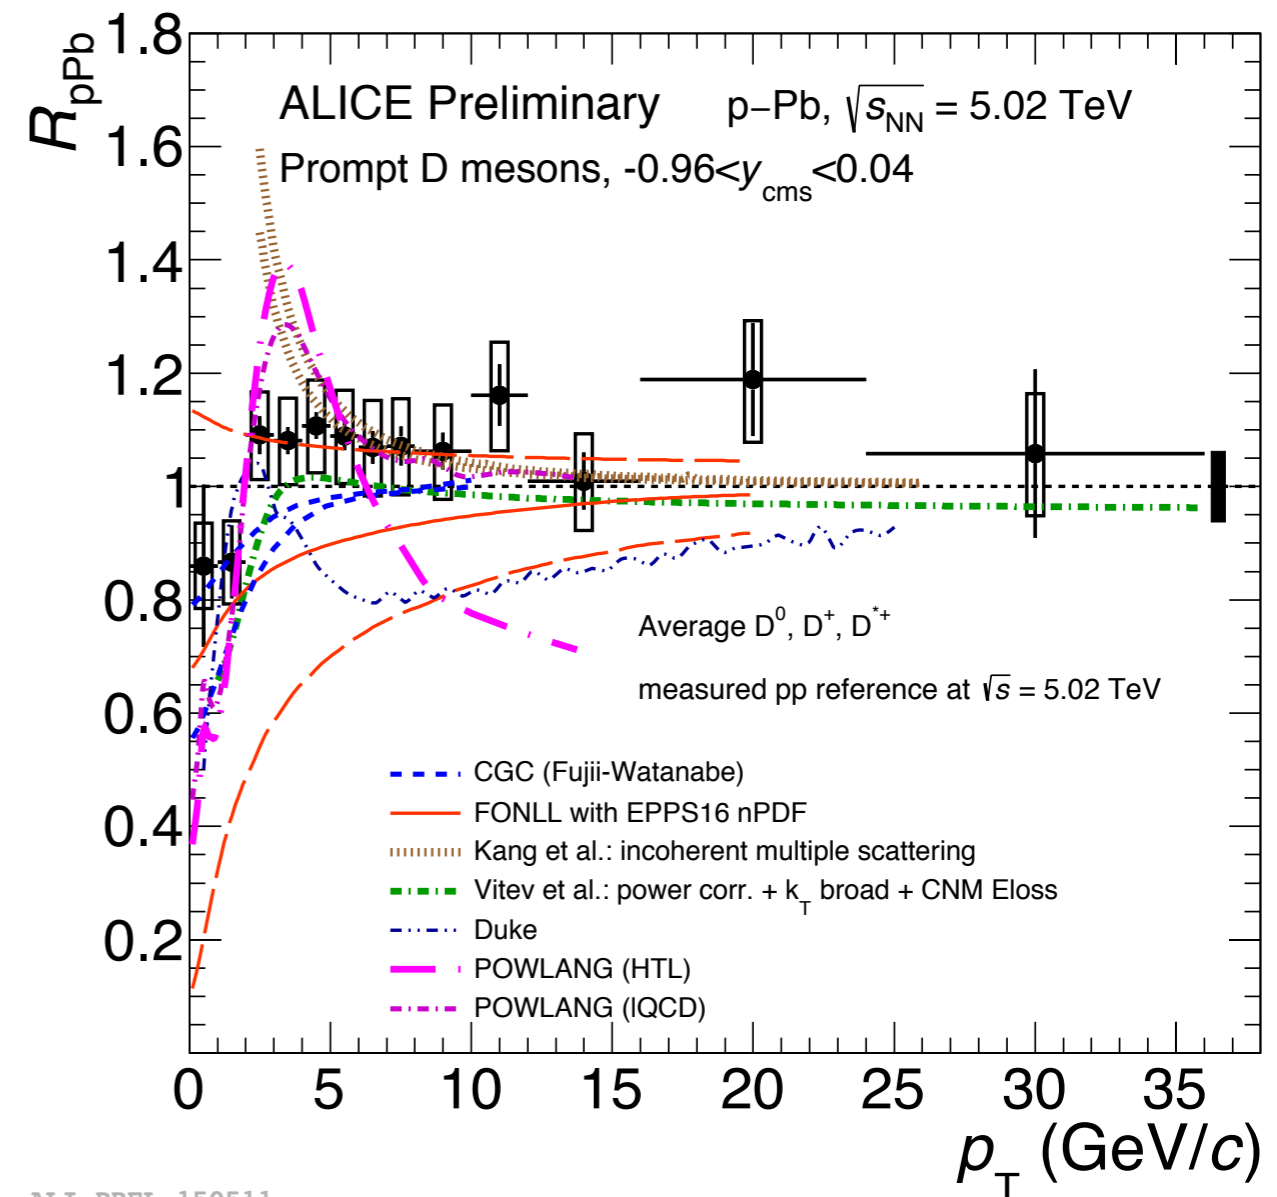 R_pPb
1.8
1.6
1.4
1.2
1
0.8
0.6
0.4
0.2
ALICE Preliminary p−Pb, √s_NN = 5.02 TeV
Prompt D mesons, -0.96<y_cms<0.04
Average D^0, D^+, D^*+
measured pp reference at √s = 5.02 TeV
CGC (Fujii-Watanabe)
FONLL with EPPS16 nPDF
Kang et al.: incoherent multiple scattering
Vitev et al.: power corr. + k_T broad + CNM Eloss
Duke
POWLANG (HTL)
POWLANG (lQCD)
0 5 10 15 20 25 30 35
p_T (GeV/c)